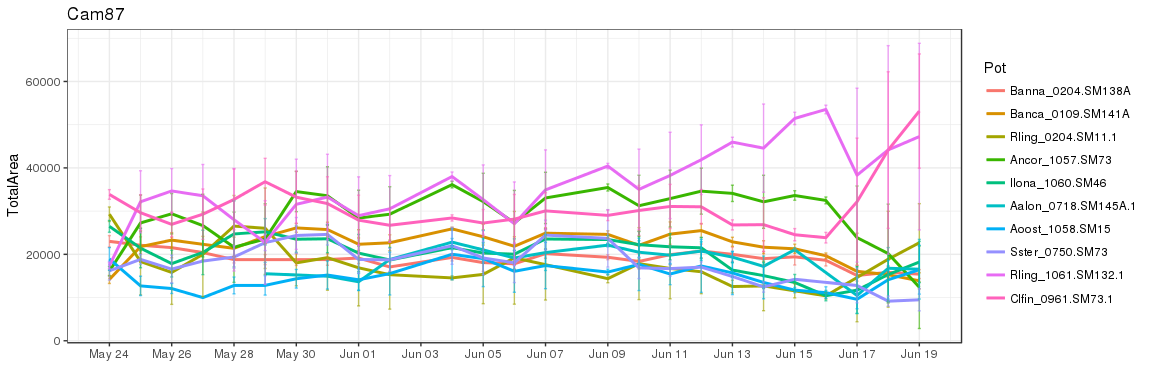 Cam87
TotalArea
60000
40000
20000
0
May 24 May 26 May 28 May 30 Jun 01 Jun 03 Jun 05 Jun 07 Jun 09 Jun 11 Jun 13 Jun 15 Jun 17 Jun 19
Pot
Banna_0204.SM138A
Banca_0109.SM141A
Rling_0204.SM11.1
Ancor_1057.SM73
Ilona_1060.SM46
Aalon_0718.SM145A.1
Aoost_1058.SM15
Sster_0750.SM73
Rling_1061.SM132.1
Clfin_0961.SM73.1